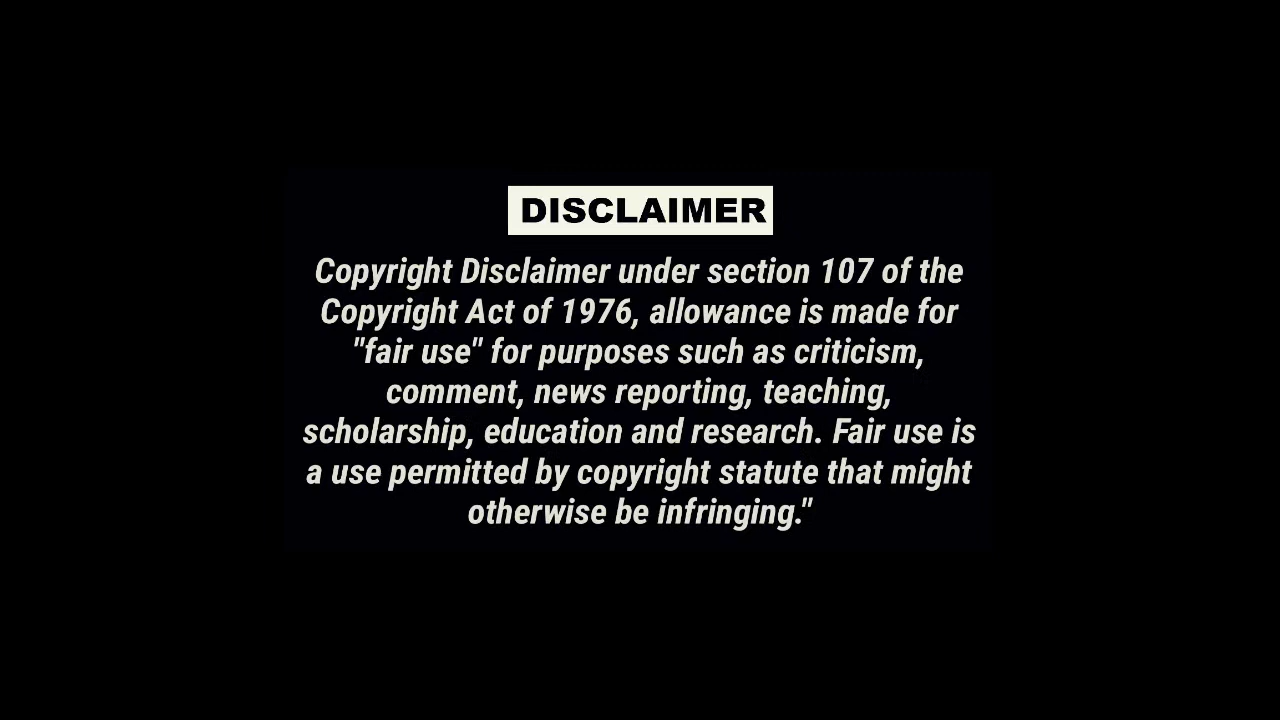 DISCLAIMER
Copyright Disclaimer under section 107 of the
Copyright Act of 1976, allowance is made for
"fair use" for purposes such as criticism,
comment, news reporting, teaching,
scholarship, education and research. Fair use is
a use permitted by copyright statute that might
otherwise be infringing."